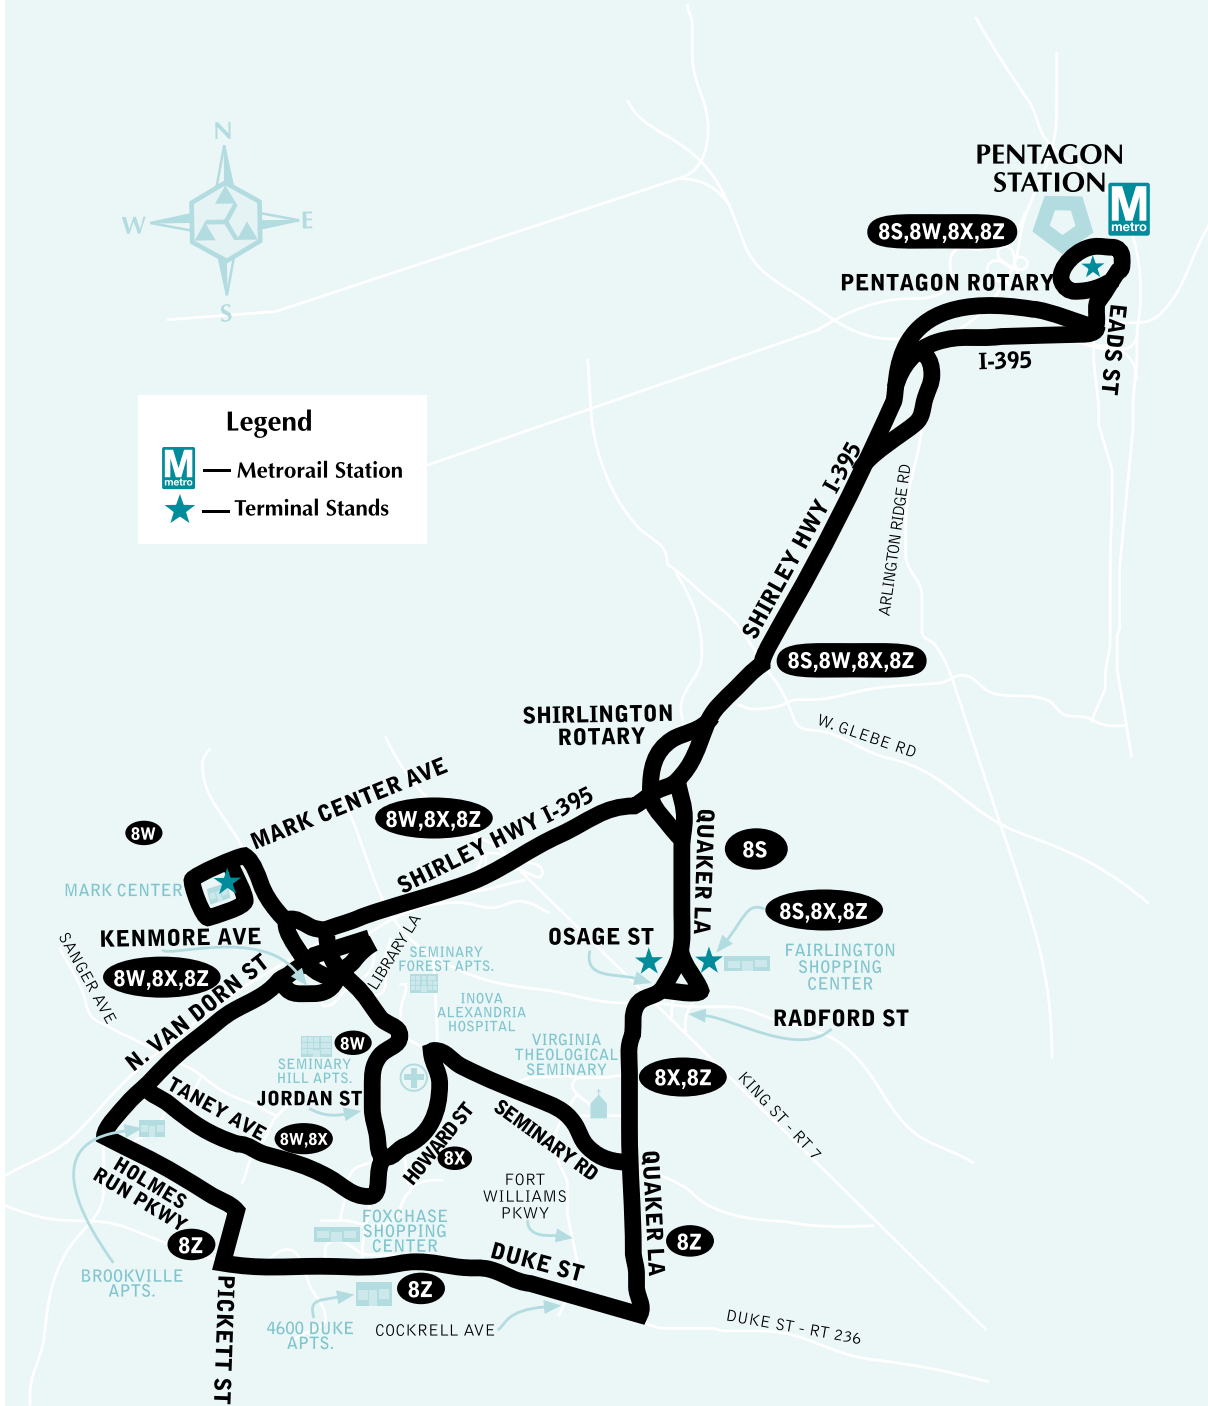 N
W
E
S
PENTAGON
STATION
M
metro
8S,8W,8X,8Z
PENTAGON ROTARY
EADS ST
I-395
Legend
M
metro
Metrorail Station
Terminal Stands
SHIRLEY HWY I-395
ARLINGTON RIDGE RD
8S,8W,8X,8Z
SHIRLINGTON
ROTARY
W. GLEBE RD
MARK CENTER AVE
8W,8X,8Z
SHIRLEY HWY I-395
8W
QUAKER LA
8S
MARK CENTER
8S,8X,8Z
KENMORE AVE
OSAGE ST
LIBRARY LA
SANGER AVE
SEMINARY
FOREST APTS.
FAIRLINGTON
SHOPPING
CENTER
8W,8X,8Z
N. VAN DORN ST
INOVA
ALEXANDRIA
HOSPITAL
RADFORD ST
8W
VIRGINIA
THEOLOGICAL
SEMINARY
SEMINARY
HILL APTS.
8X,8Z
JORDAN ST
TANEY AVE
KING ST - RT 7
8W,8X
HOWARD ST
SEMINARY RD
8X
HOLMES
RUN PKWY
FORT
WILLIAMS
PKWY
QUAKER LA
8Z
FOXCHASE
SHOPPING
CENTER
8Z
DUKE ST
BROOKVILLE
APTS.
8Z
PICKETT ST
4600 DUKE
APTS.
COCKRELL AVE
DUKE ST - RT 236